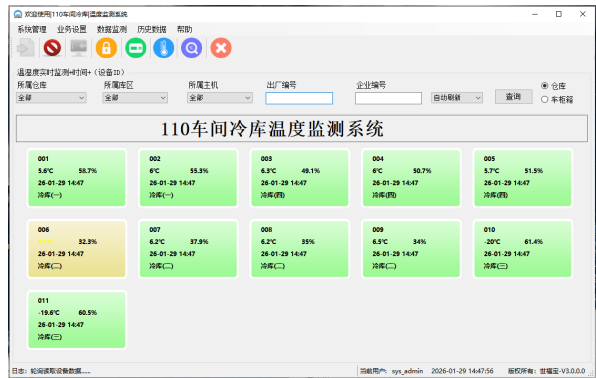 欢迎使用|110车间冷库|温度监测系统
系统管理 业务设置 数据监测 历史数据 帮助
温湿度实时监测+时间+(设备ID)
所属仓库 所属库区 所属主机 出厂编号 企业编号
全部 全部 全部 自动刷新 查询 仓库 车柜箱
110车间冷库温度监测系统
001 002 003 004 005
5.6℃ 58.7% 6℃ 55.3% 6.3℃ 49.1% 6℃ 50.7% 5.7℃ 51.5%
26-01-29 14:47 26-01-29 14:47 26-01-29 14:47 26-01-29 14:47 26-01-29 14:47
冷库(一) 冷库(一) 冷库(四) 冷库(四) 冷库(四)
006 007 008 009 010
32.3% 6.2℃ 37.9% 6.2℃ 35% 6.5℃ 34% -20℃ 61.4%
26-01-29 14:47 26-01-29 14:47 26-01-29 14:47 26-01-29 14:47 26-01-29 14:47
冷库(二) 冷库(二) 冷库(二) 冷库(二) 冷库(三)
011
-19.6℃ 60.5%
26-01-29 14:47
冷库(三)
日志: 轮询读取设备数据...... 当前用户: sys_admin 2026-01-29 14:47:56 版权所有: 世福宝-V3.0.0.0